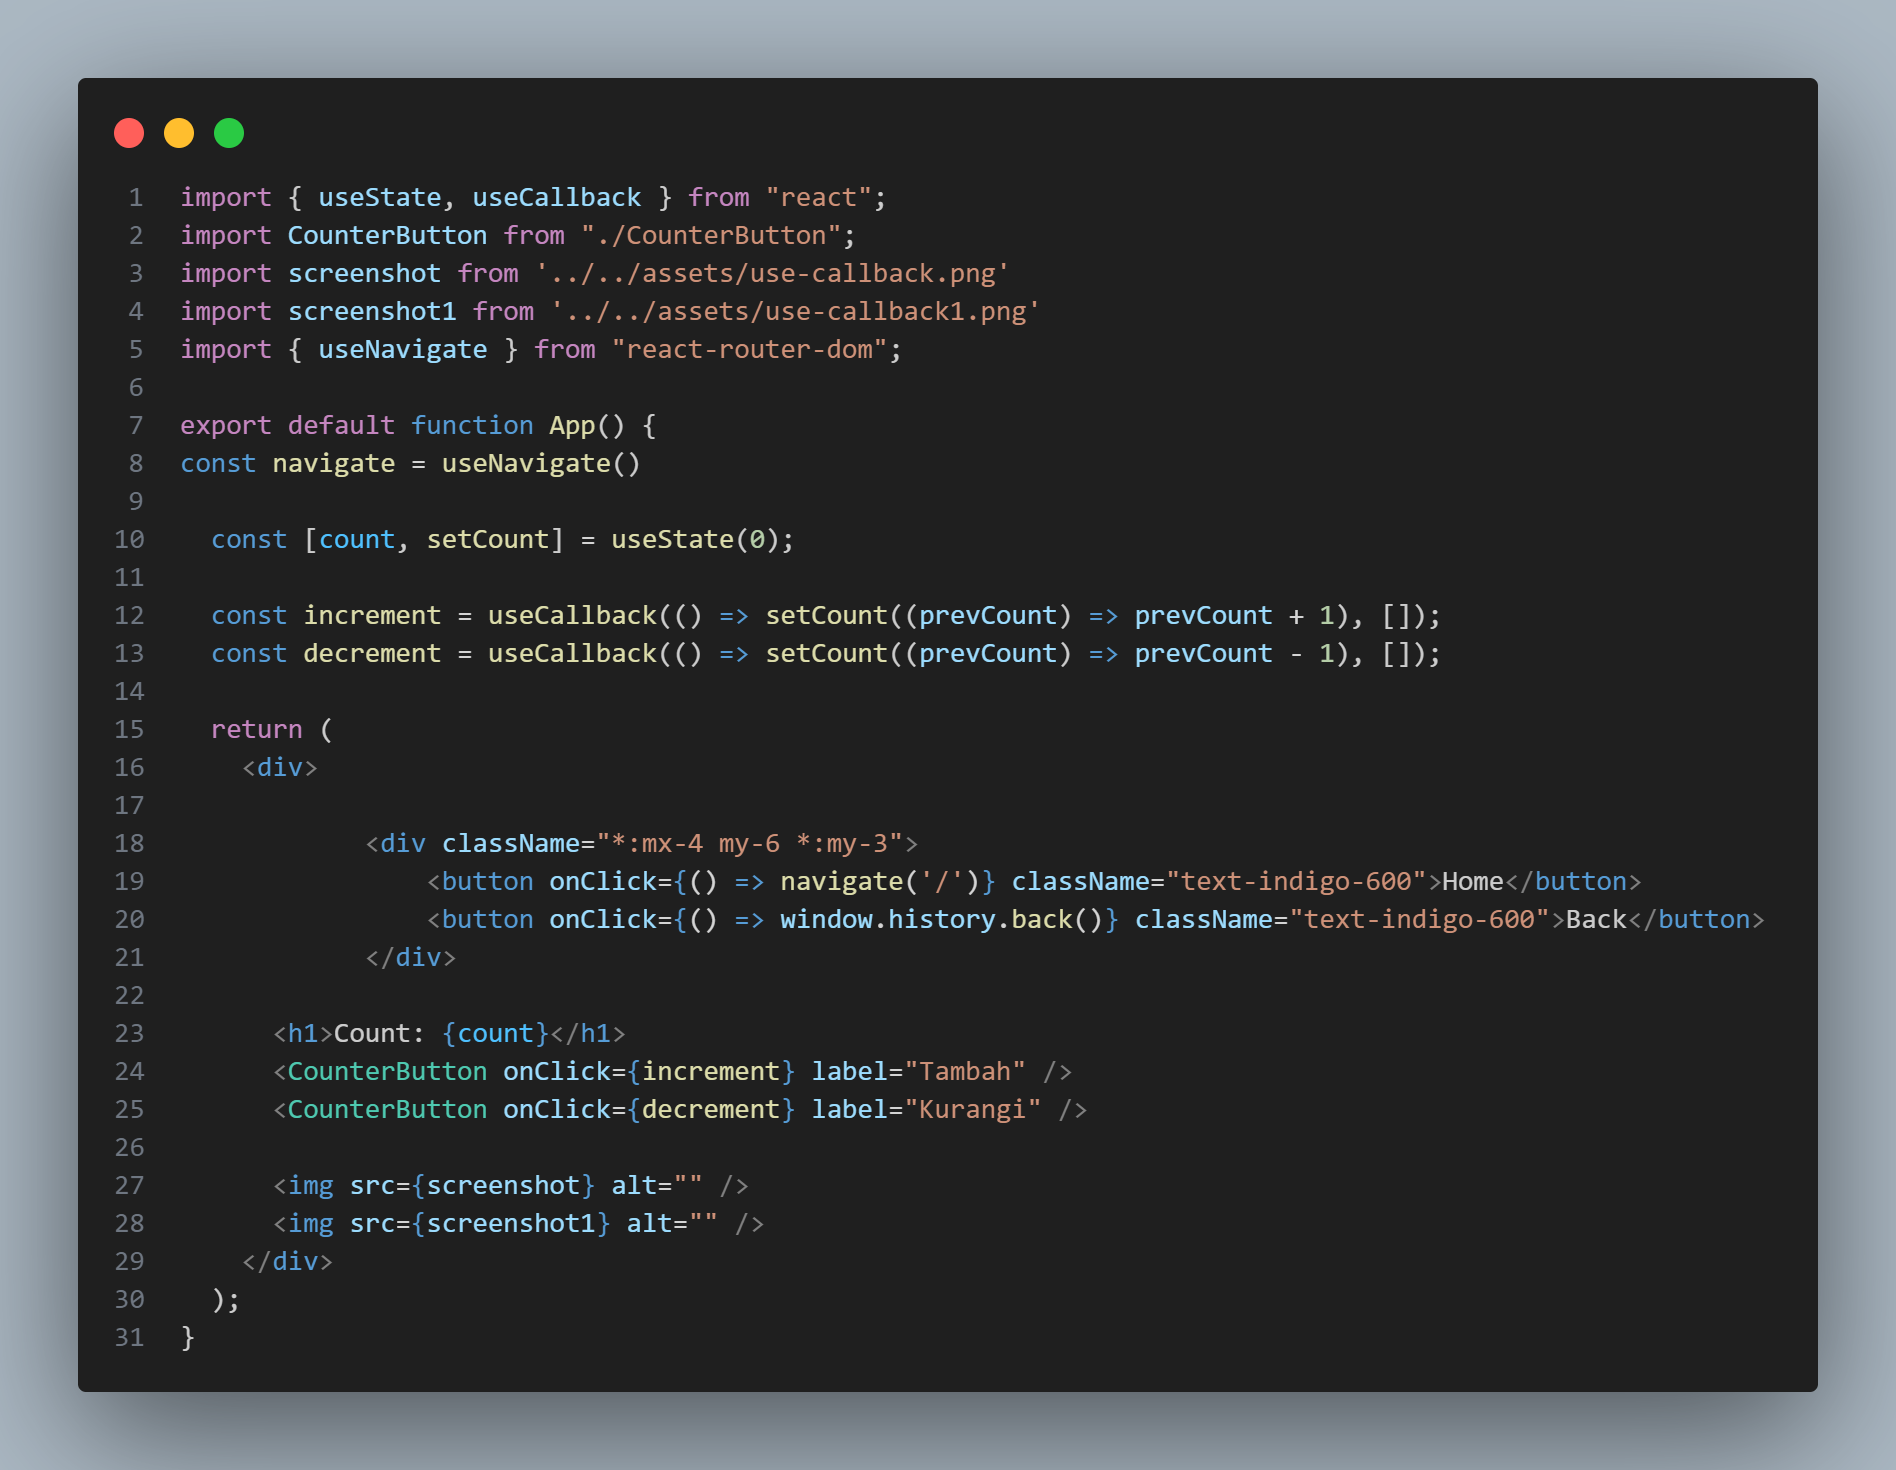 1 import { useState, useCallback } from "react";
2 import CounterButton from "./CounterButton";
3 import screenshot from '../../assets/use-callback.png'
4 import screenshot1 from '../../assets/use-callback1.png'
5 import { useNavigate } from "react-router-dom";
6
7 export default function App() {
8 const navigate = useNavigate()
9
10   const [count, setCount] = useState(0);
11
12   const increment = useCallback(() => setCount((prevCount) => prevCount + 1), []);
13   const decrement = useCallback(() => setCount((prevCount) => prevCount - 1), []);
14
15   return (
16     <div>
17
18             <div className="*:mx-4 my-6 *:my-3">
19                 <button onClick={() => navigate('/')} className="text-indigo-600">Home</button>
20                 <button onClick={() => window.history.back()} className="text-indigo-600">Back</button>
21             </div>
22
23       <h1>Count: {count}</h1>
24       <CounterButton onClick={increment} label="Tambah" />
25       <CounterButton onClick={decrement} label="Kurangi" />
26
27       <img src={screenshot} alt="" />
28       <img src={screenshot1} alt="" />
29     </div>
30   );
31 }